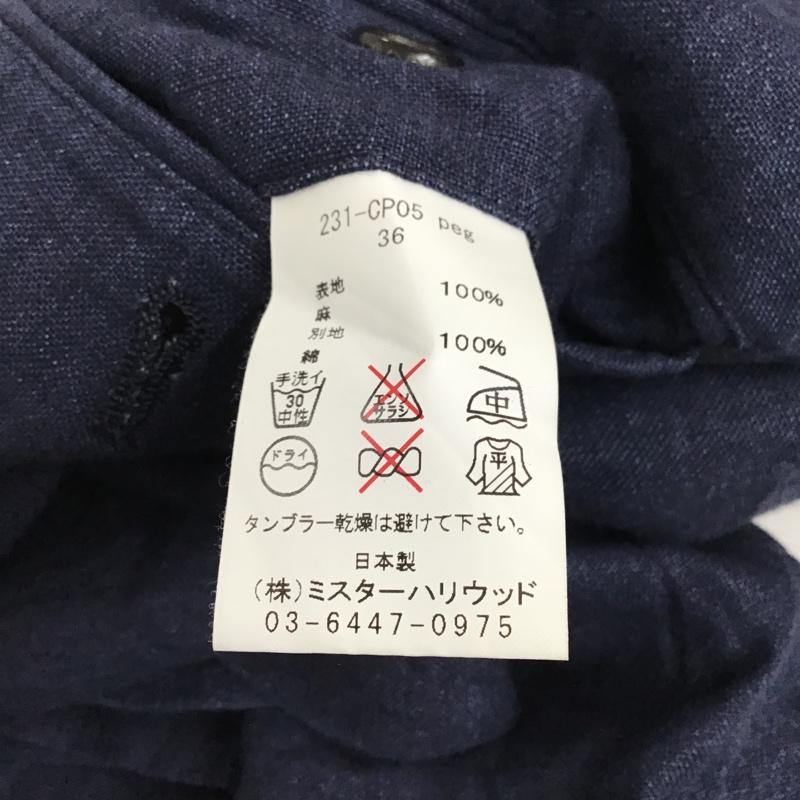 231-CP05 peg
36
表地 100%
麻
別地 100%
綿
手洗イ
30
中性
エンソ
サラシ
中
ドライ
平
タンブラー乾燥は避けて下さい。
日本製
(株)ミスターハリウッド
03-6447-0975